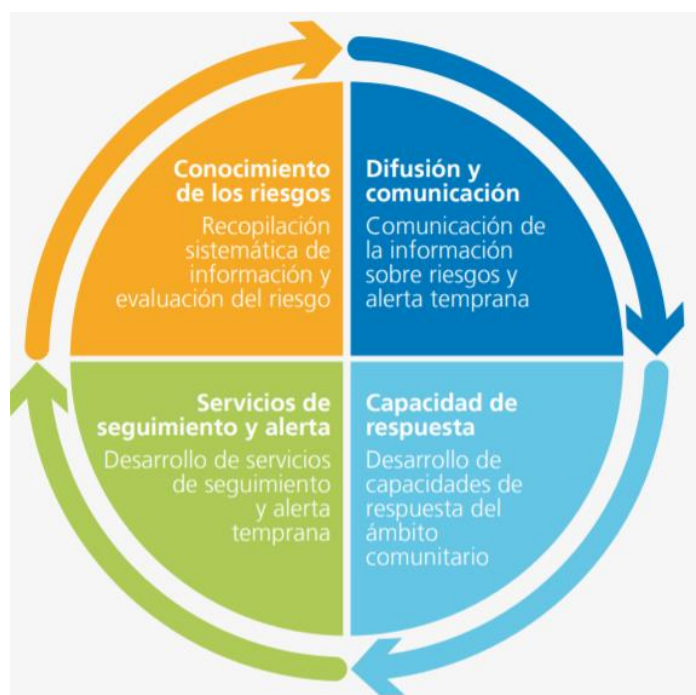 Conocimiento
de los riesgos
Recopilación
sistemática de
información y
evaluación del riesgo
Difusión y
comunicación
Comunicación de
la información
sobre riesgos y
alerta temprana
Servicios de
seguimiento y alerta
Desarrollo de servicios
de seguimiento
y alerta
temprana
Capacidad de
respuesta
Desarrollo de
capacidades de
respuesta del
ámbito
comunitario